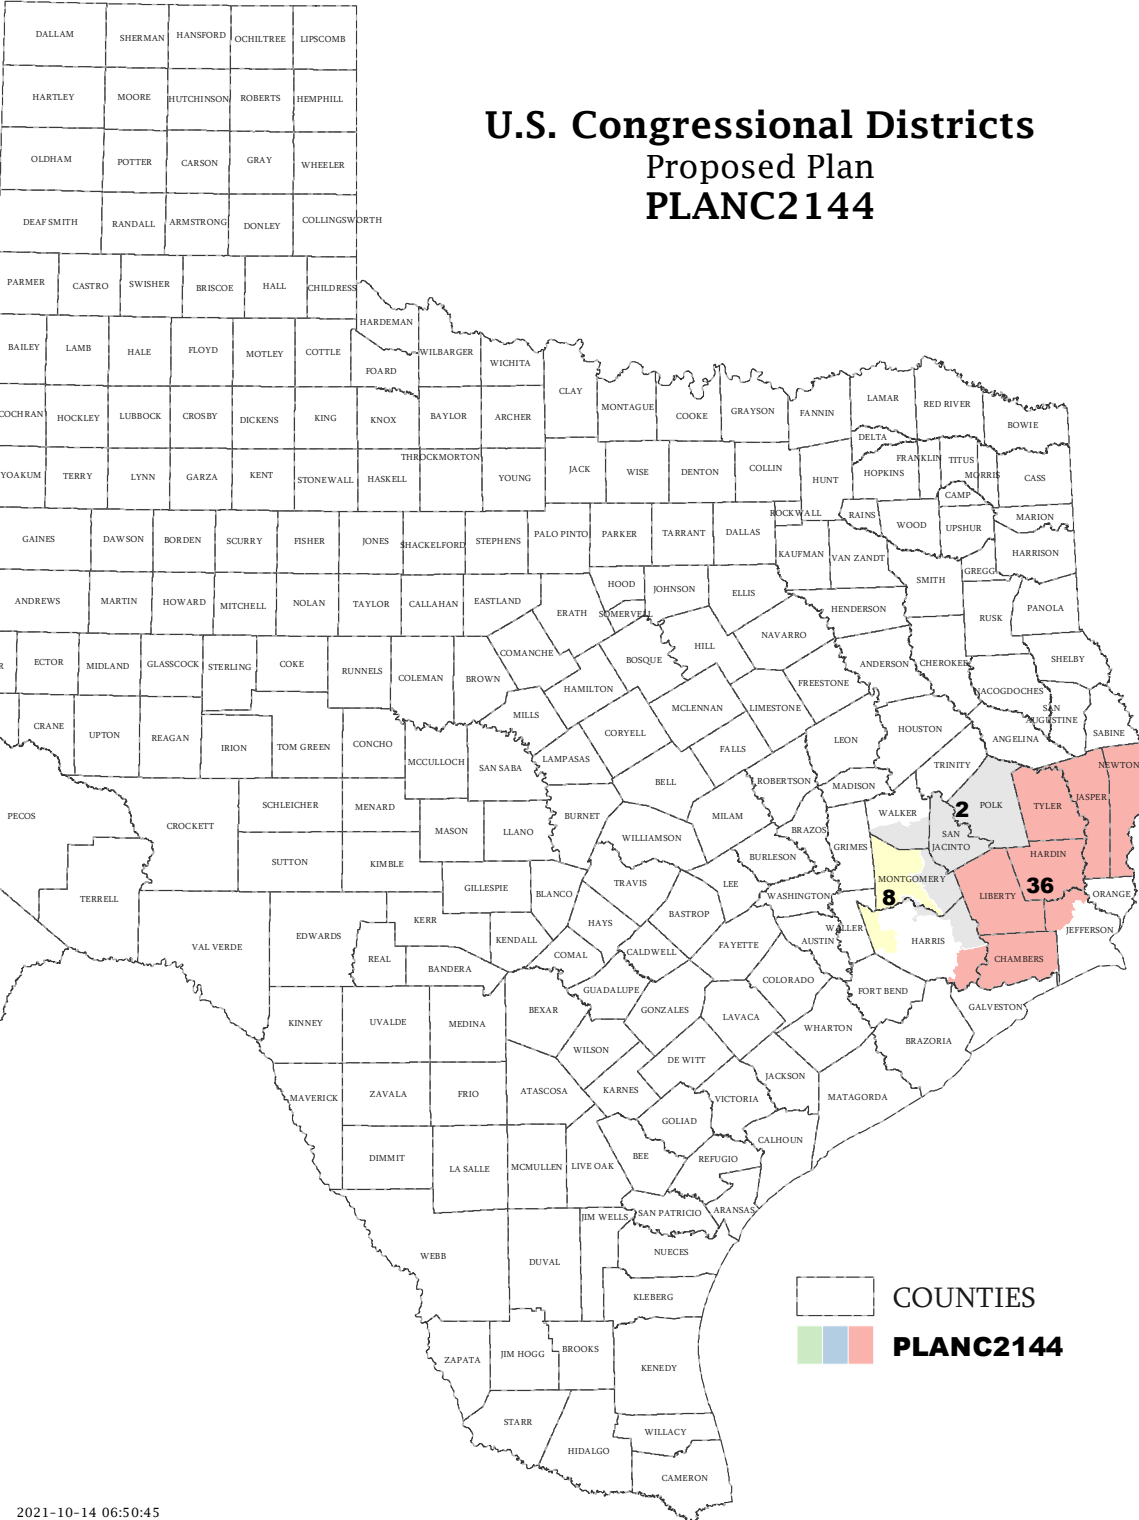 U.S. Congressional Districts
Proposed Plan
PLANC2144
DALLAM
SHERMAN
HANSFORD
OCHILTREE
LIPSCOMB
HARTLEY
MOORE
HUTCHINSON
ROBERTS
HEMPHILL
OLDHAM
POTTER
CARSON
GRAY
WHEELER
DEAF SMITH
RANDALL
ARMSTRONG
DONLEY
COLLINGSWORTH
PARMER
CASTRO
SWISHER
BRISCOE
HALL
CHILDRESS
HARDEMAN
BAILEY
LAMB
HALE
FLOYD
MOTLEY
COTTLE
FOARD
WILBARGER
WICHITA
CLAY
MONTAGUE
COOKE
GRAYSON
FANNIN
LAMAR
RED RIVER
BOWIE
COCHRAN
HOCKLEY
LUBBOCK
CROSBY
DICKENS
KING
KNOX
BAYLOR
ARCHER
DELTA
YOAKUM
TERRY
LYNN
GARZA
KENT
STONEWALL
HASKELL
THROCKMORTON
YOUNG
JACK
WISE
DENTON
COLLIN
HUNT
HOPKINS
FRANKLIN
TITUS
MORRIS
CASS
CAMP
GAINES
DAWSON
BORDEN
SCURRY
FISHER
JONES
SHACKELFORD
STEPHENS
PALO PINTO
PARKER
TARRANT
DALLAS
ROCKWALL
RAINS
WOOD
UPSHUR
MARION
KAUFMAN
VAN ZANDT
HARRISON
GREGG
SMITH
ANDREWS
MARTIN
HOWARD
MITCHELL
NOLAN
TAYLOR
CALLAHAN
EASTLAND
ERATH
HOOD
SOMERVELL
JOHNSON
ELLIS
HENDERSON
RUSK
PANOLA
R
ECTOR
MIDLAND
GLASSCOCK
STERLING
COKE
RUNNELS
COLEMAN
BROWN
COMANCHE
BOSQUE
HILL
NAVARRO
ANDERSON
CHEROKEE
SHELBY
HAMILTON
FREESTONE
NACOGDOCHES
CRANE
UPTON
REAGAN
IRION
TOM GREEN
CONCHO
MILLS
CORYELL
MCLENNAN
LIMESTONE
SAN
AUGUSTINE
SABINE
HOUSTON
ANGELINA
MCCULLOCH
SAN SABA
LAMPASAS
FALLS
LEON
TRINITY
NEWTON
PECOS
CROCKETT
SCHLEICHER
MENARD
BELL
ROBERTSON
MADISON
WALKER
2
POLK
TYLER
JASPER
MASON
LLANO
BURNET
WILLIAMSON
MILAM
BRAZOS
GRIMES
SAN
JACINTO
SUTTON
KIMBLE
BURLESON
HARDIN
TERRELL
GILLESPIE
BLANCO
TRAVIS
LEE
WASHINGTON
MONTGOMERY
8
LIBERTY
36
ORANGE
VAL VERDE
EDWARDS
KERR
KENDALL
HAYS
BASTROP
FAYETTE
AUSTIN
WALLER
HARRIS
JEFFERSON
REAL
BANDERA
COMAL
CALDWELL
CHAMBERS
COLORADO
GUADALUPE
FORT BEND
GALVESTON
KINNEY
UVALDE
MEDINA
BEXAR
GONZALES
LAVACA
WHARTON
BRAZORIA
WILSON
DE WITT
MAVERICK
ZAVALA
FRIO
ATASCOSA
KARNES
JACKSON
VICTORIA
MATAGORDA
GOLIAD
CALHOUN
DIMMIT
LA SALLE
MCMULLEN
LIVE OAK
BEE
REFUGIO
JIM WELLS
SAN PATRICIO
ARANSAS
WEBB
DUVAL
NUECES
KLEBERG
ZAPATA
JIM HOGG
BROOKS
KENEDY
STARR
HIDALGO
WILLACY
CAMERON
COUNTIES
PLANC2144
2021-10-14 06:50:45